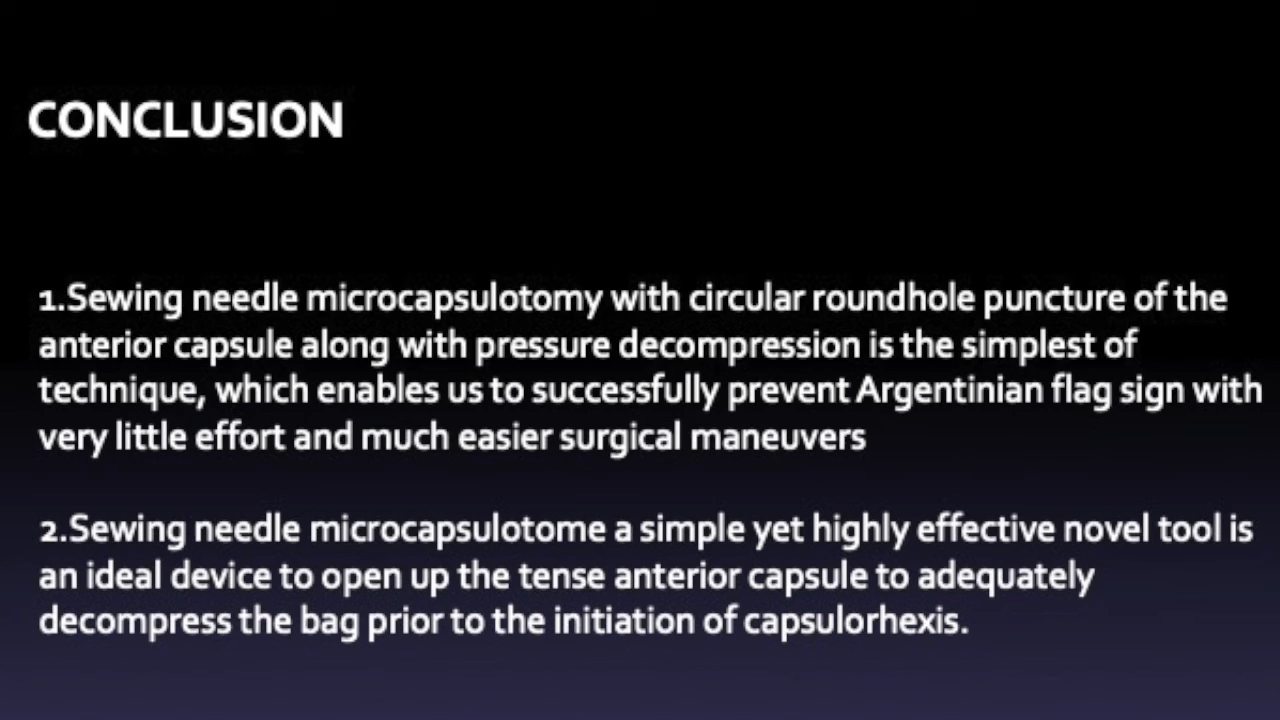 CONCLUSION
1.Sewing needle microcapsulotomy with circular roundhole puncture of the
anterior capsule along with pressure decompression is the simplest of
technique, which enables us to successfully prevent Argentinian flag sign with
very little effort and much easier surgical maneuvers
2.Sewing needle microcapsulotome a simple yet highly effective novel tool is
an ideal device to open up the tense anterior capsule to adequately
decompress the bag prior to the initiation of capsulorhexis.